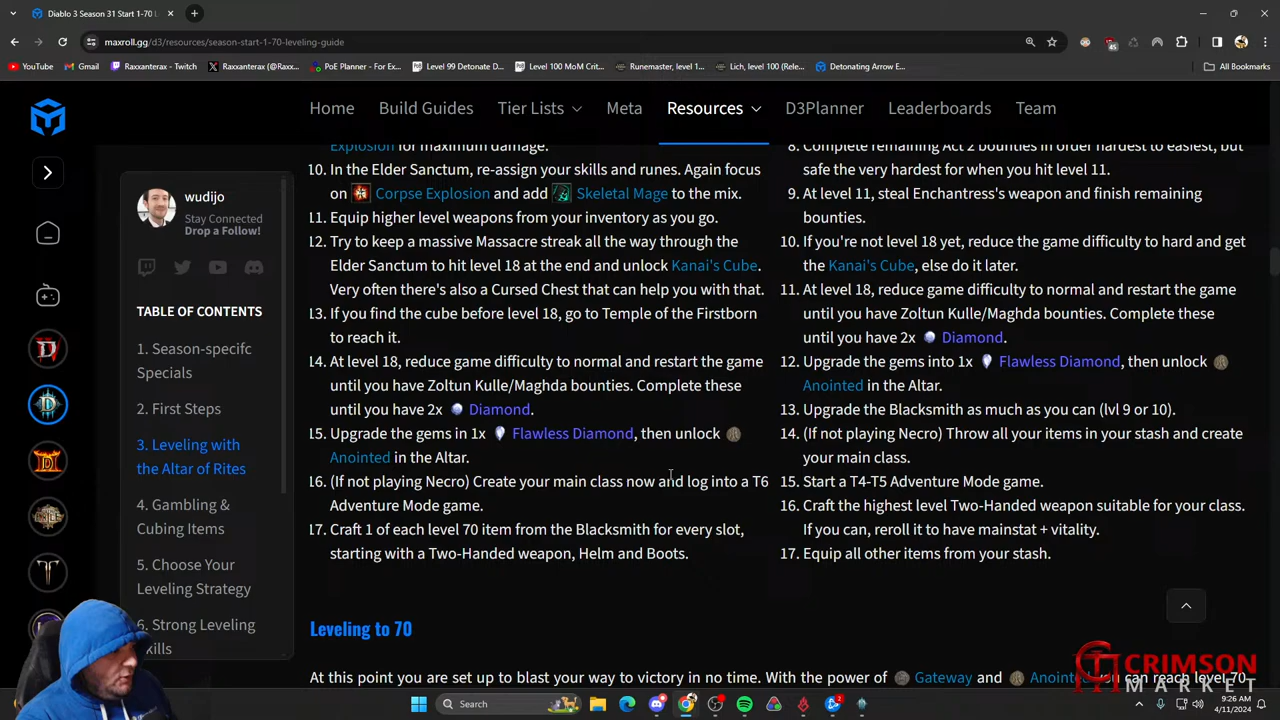 Diablo 3 Season 31 Start 1-70 L
maxroll.gg/d3/resources/season-start-1-70-leveling-guide
YouTube
Gmail
Raxxanterax - Twitch
Raxxanterax (@Raxx...
PoE Planner - For Ex...
Level 99 Detonate D...
Level 100 MoM Crit...
Runemaster, level 1...
Lich, level 100 (Rele...
Detonating Arrow E...
All Bookmarks
Home
Build Guides
Tier Lists
Meta
Resources
D3Planner
Leaderboards
Team
wudijo
Stay Connected
Drop a Follow!
TABLE OF CONTENTS
1. Season-specifc
Specials
2. First Steps
3. Leveling with
the Altar of Rites
4. Gambling &
Cubing Items
5. Choose Your
Leveling Strategy
6. Strong Leveling
kills
Explosion for maximum damage.
10. In the Elder Sanctum, re-assign your skills and runes. Again focus
on Corpse Explosion and add Skeletal Mage to the mix.
11. Equip higher level weapons from your inventory as you go.
12. Try to keep a massive Massacre streak all the way through the
Elder Sanctum to hit level 18 at the end and unlock Kanai's Cube.
Very often there's also a Cursed Chest that can help you with that.
13. If you find the cube before level 18, go to Temple of the Firstborn
to reach it.
14. At level 18, reduce game difficulty to normal and restart the game
until you have Zoltun Kulle/Maghda bounties. Complete these
until you have 2x Diamond.
15. Upgrade the gems in 1x Flawless Diamond, then unlock
Anointed in the Altar.
16. (If not playing Necro) Create your main class now and log into a T6
Adventure Mode game.
17. Craft 1 of each level 70 item from the Blacksmith for every slot,
starting with a Two-Handed weapon, Helm and Boots.
8. Complete remaining Act 2 bounties in order hardest to easiest, but
safe the very hardest for when you hit level 11.
9. At level 11, steal Enchantress's weapon and finish remaining
bounties.
10. If you're not level 18 yet, reduce the game difficulty to hard and get
the Kanai's Cube, else do it later.
11. At level 18, reduce game difficulty to normal and restart the game
until you have Zoltun Kulle/Maghda bounties. Complete these
until you have 2x Diamond.
12. Upgrade the gems into 1x Flawless Diamond, then unlock
Anointed in the Altar.
13. Upgrade the Blacksmith as much as you can (lvl 9 or 10).
14. (If not playing Necro) Throw all your items in your stash and create
your main class.
15. Start a T4-T5 Adventure Mode game.
16. Craft the highest level Two-Handed weapon suitable for your class.
If you can, reroll it to have mainstat + vitality.
17. Equip all other items from your stash.
Leveling to 70
At this point you are set up to blast your way to victory in no time. With the power of Gateway and Anointed you can reach level 70
CRIMSON
MARKET
Search
9:26 AM
4/11/2024